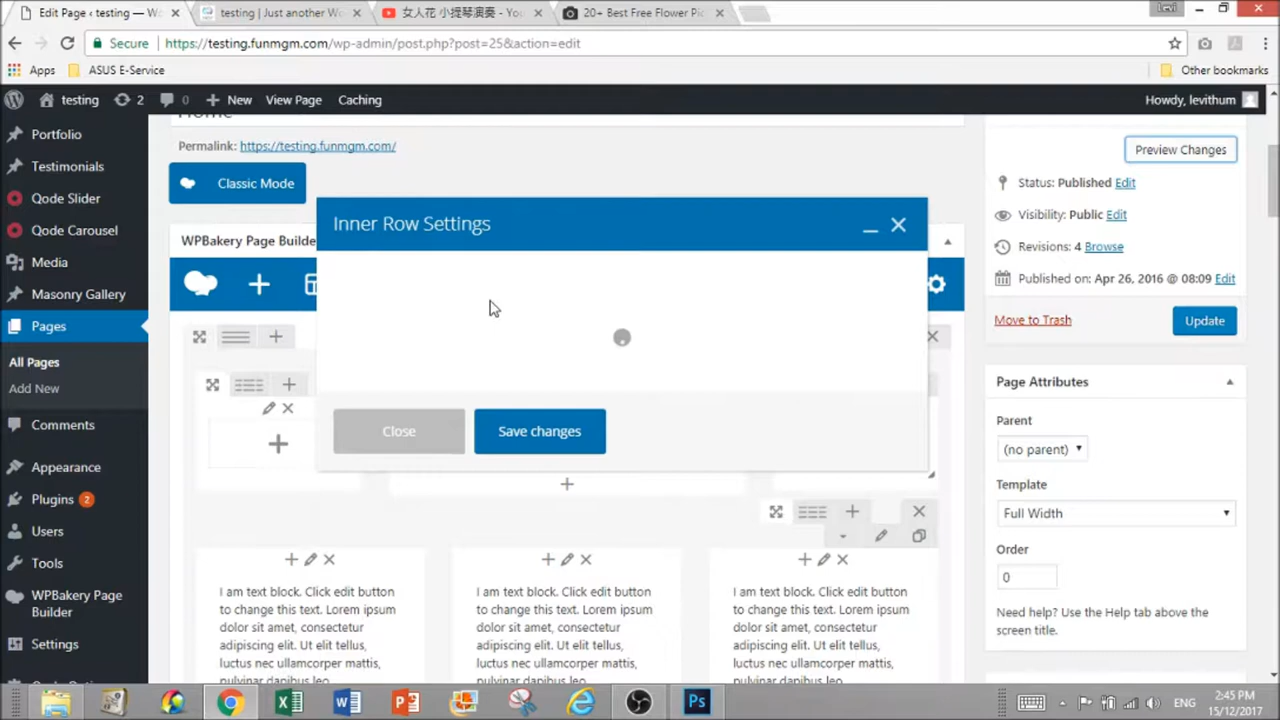 Edit Page ‹ testing — Wo
testing | Just another W
女人花 小提琴演奏 - You
20+ Best Free Flower Pic
levi
Secure
https://testing.funmgm.com/wp-admin/post.php?post=25&action=edit
Apps
ASUS E-Service
Other bookmarks
testing
2
0
New
View Page
Caching
Howdy, levithum
Portfolio
Testimonials
Qode Slider
Qode Carousel
Media
Masonry Gallery
Pages
All Pages
Add New
Comments
Appearance
Plugins 2
Users
Tools
WPBakery Page
Builder
Settings
Home
Permalink: https://testing.funmgm.com/
Classic Mode
WPBakery Page Builde
Inner Row Settings
Close
Save changes
I am text block. Click edit button
to change this text. Lorem ipsum
dolor sit amet, consectetur
adipiscing elit. Ut elit tellus,
luctus nec ullamcorper mattis,
pulvinar dapibus leo.
I am text block. Click edit button
to change this text. Lorem ipsum
dolor sit amet, consectetur
adipiscing elit. Ut elit tellus,
luctus nec ullamcorper mattis,
pulvinar dapibus leo.
I am text block. Click edit button
to change this text. Lorem ipsum
dolor sit amet, consectetur
adipiscing elit. Ut elit tellus,
luctus nec ullamcorper mattis,
pulvinar dapibus leo.
Preview Changes
Status: Published Edit
Visibility: Public Edit
Revisions: 4 Browse
Published on: Apr 26, 2016 @ 08:09 Edit
Move to Trash
Update
Page Attributes
Parent
(no parent)
Template
Full Width
Order
0
Need help? Use the Help tab above the
screen title.
Ps
ENG
2:45 PM
15/12/2017